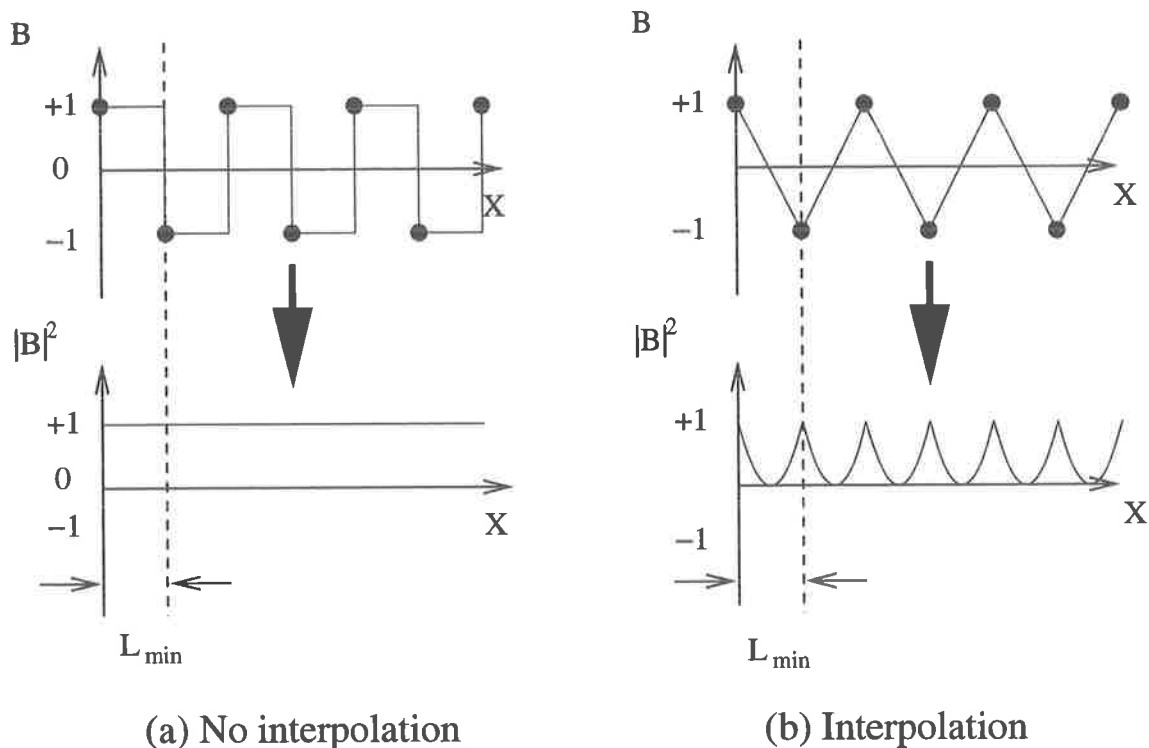 B
+1
0
−1
X
|B|²
+1
0
−1
X
L min
(a) No interpolation
B
+1
−1
X
|B|²
+1
−1
X
L min
(b) Interpolation